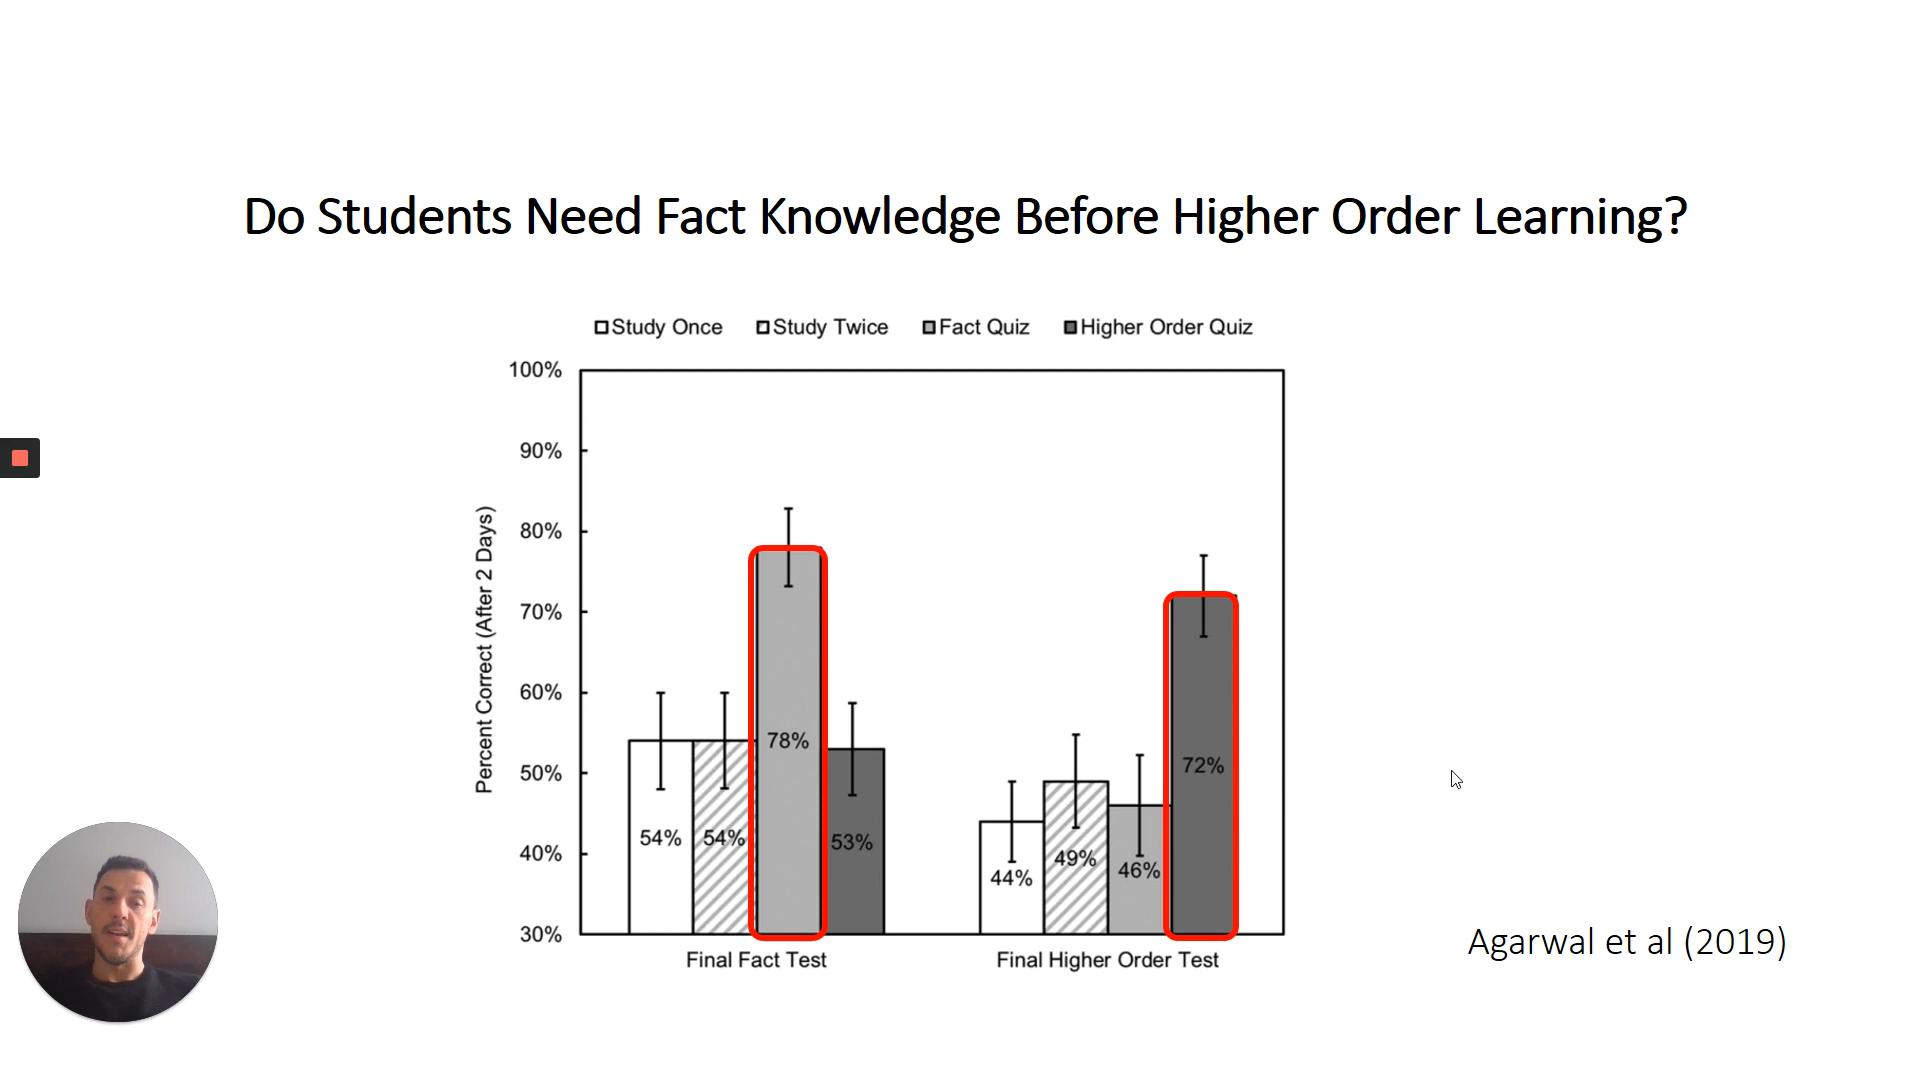 Do Students Need Fact Knowledge Before Higher Order Learning?
Study Once Study Twice Fact Quiz Higher Order Quiz
100%
90%
80%
70%
60%
50%
40%
30%
Percent Correct (After 2 Days)
54% 54% 78% 53%
44% 49% 46% 72%
Final Fact Test Final Higher Order Test
Agarwal et al (2019)